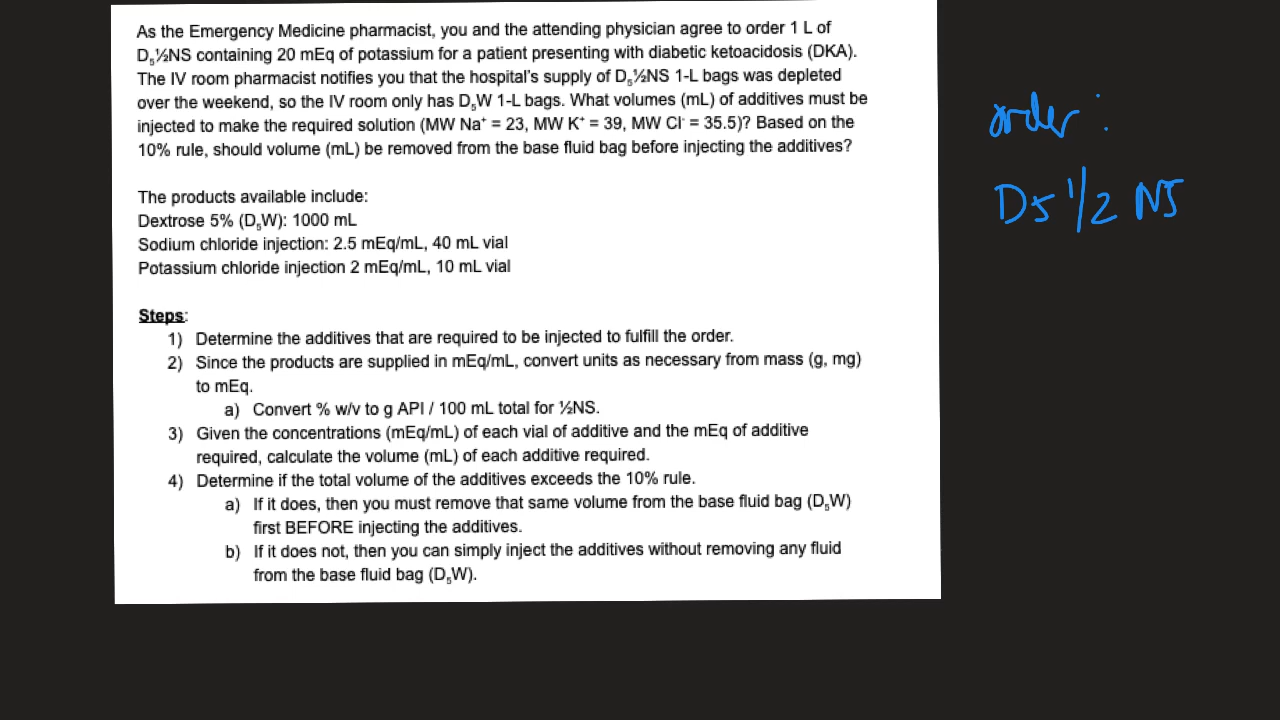 As the Emergency Medicine pharmacist, you and the attending physician agree to order 1 L of
D₅½NS containing 20 mEq of potassium for a patient presenting with diabetic ketoacidosis (DKA).
The IV room pharmacist notifies you that the hospital's supply of D₅½NS 1-L bags was depleted
over the weekend, so the IV room only has D₅W 1-L bags. What volumes (mL) of additives must be
injected to make the required solution (MW Na⁺ = 23, MW K⁺ = 39, MW Cl⁻ = 35.5)? Based on the
10% rule, should volume (mL) be removed from the base fluid bag before injecting the additives?
The products available include:
Dextrose 5% (D₅W): 1000 mL
Sodium chloride injection: 2.5 mEq/mL, 40 mL vial
Potassium chloride injection 2 mEq/mL, 10 mL vial
Steps:
1) Determine the additives that are required to be injected to fulfill the order.
2) Since the products are supplied in mEq/mL, convert units as necessary from mass (g, mg)
to mEq.
a) Convert % w/v to g API / 100 mL total for ½NS.
3) Given the concentrations (mEq/mL) of each vial of additive and the mEq of additive
required, calculate the volume (mL) of each additive required.
4) Determine if the total volume of the additives exceeds the 10% rule.
a) If it does, then you must remove that same volume from the base fluid bag (D₅W)
first BEFORE injecting the additives.
b) If it does not, then you can simply inject the additives without removing any fluid
from the base fluid bag (D₅W).
order:
D5 1/2 NS